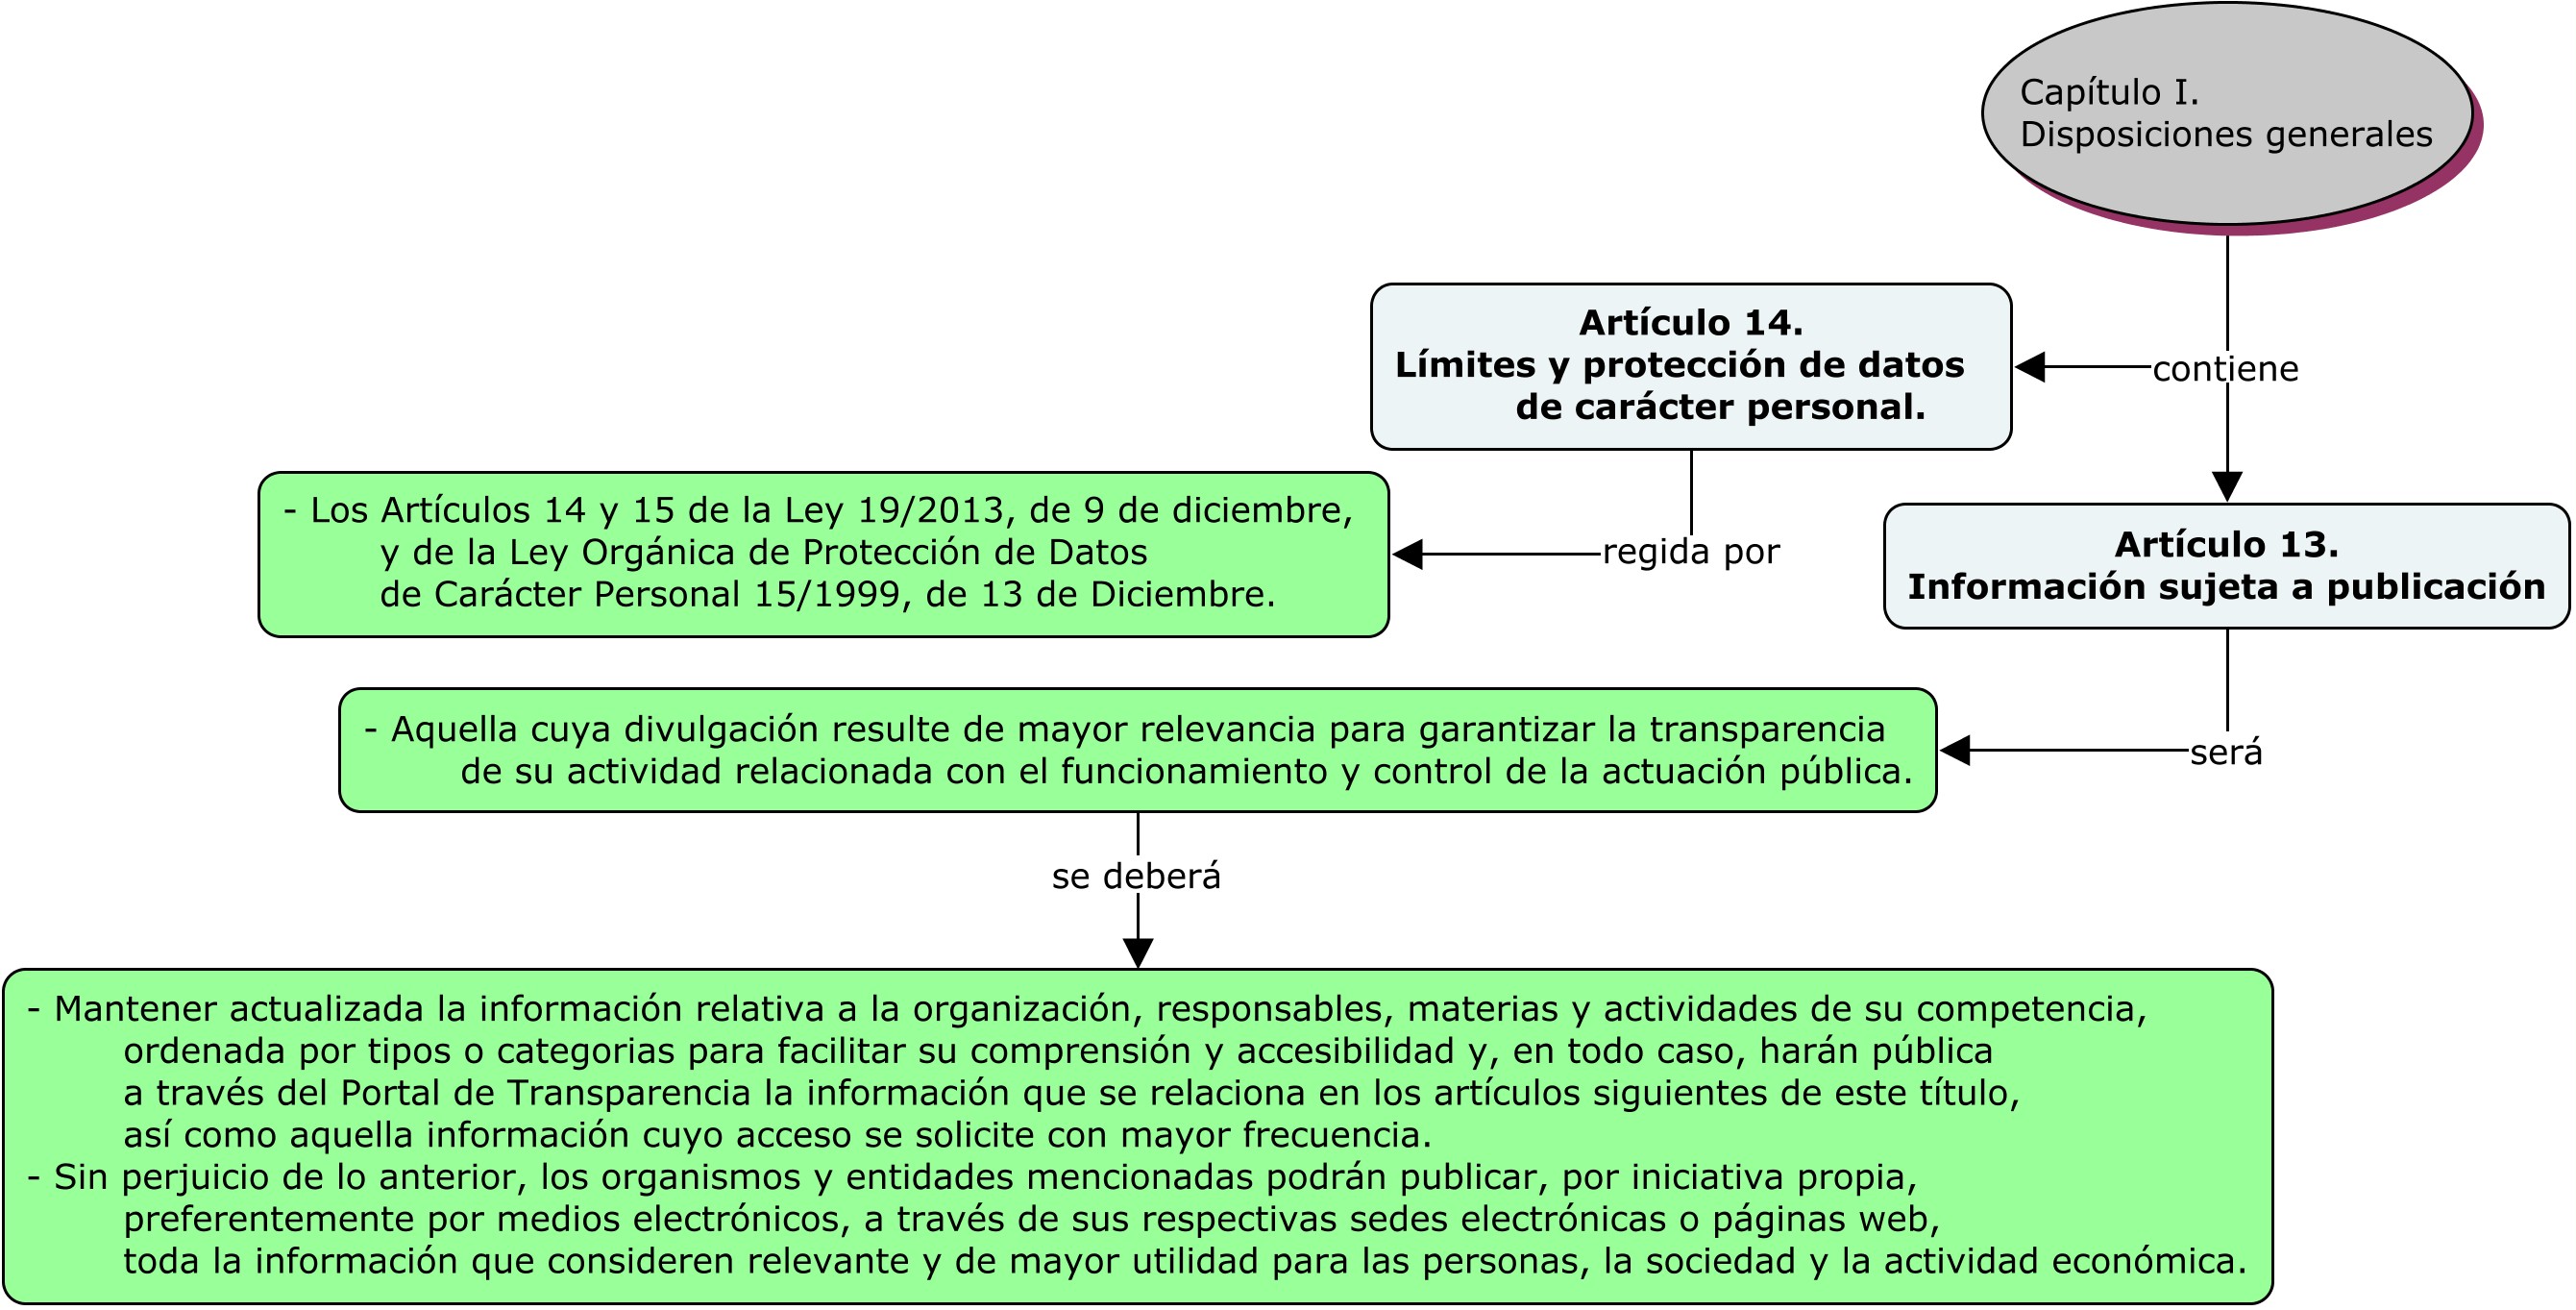 Capítulo I.
Disposiciones generales
contiene
Artículo 14.
Límites y protección de datos
de carácter personal.
regida por
- Los Artículos 14 y 15 de la Ley 19/2013, de 9 de diciembre,
y de la Ley Orgánica de Protección de Datos
de Carácter Personal 15/1999, de 13 de Diciembre.
Artículo 13.
Información sujeta a publicación
será
- Aquella cuya divulgación resulte de mayor relevancia para garantizar la transparencia
de su actividad relacionada con el funcionamiento y control de la actuación pública.
se deberá
- Mantener actualizada la información relativa a la organización, responsables, materias y actividades de su competencia,
ordenada por tipos o categorias para facilitar su comprensión y accesibilidad y, en todo caso, harán pública
a través del Portal de Transparencia la información que se relaciona en los artículos siguientes de este título,
así como aquella información cuyo acceso se solicite con mayor frecuencia.
- Sin perjuicio de lo anterior, los organismos y entidades mencionadas podrán publicar, por iniciativa propia,
preferentemente por medios electrónicos, a través de sus respectivas sedes electrónicas o páginas web,
toda la información que consideren relevante y de mayor utilidad para las personas, la sociedad y la actividad económica.